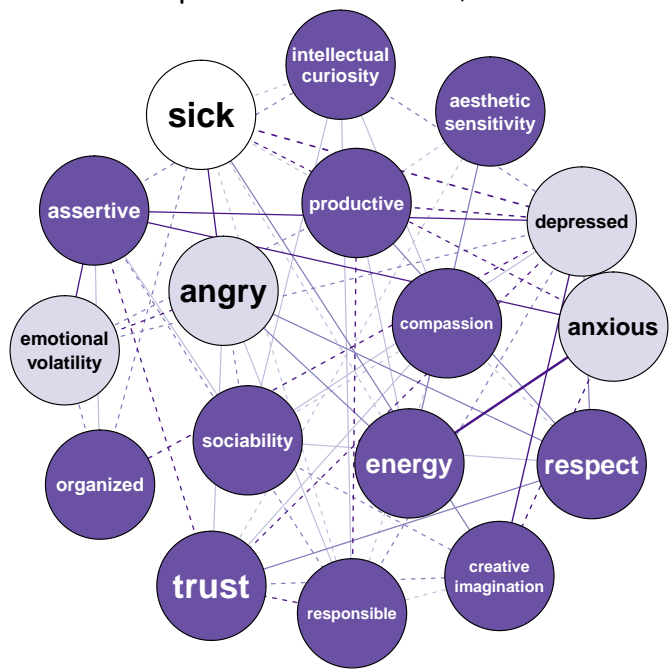 intellectual
curiosity
sick
aesthetic
sensitivity
assertive
productive
depressed
angry
compassion
anxious
emotional
volatility
sociability
energy
respect
organized
creative
imagination
trust
responsible